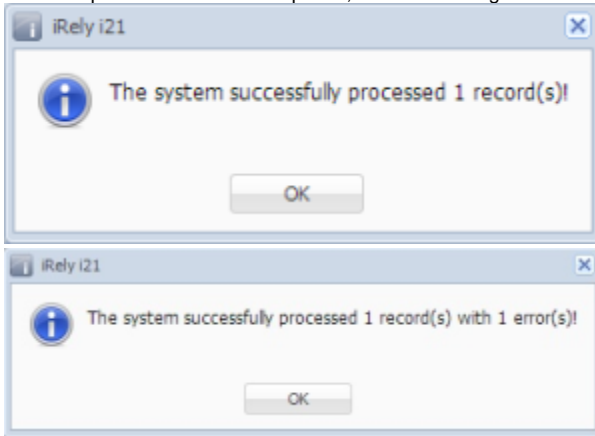 iRely i21
The system successfully processed 1 record(s)!
OK
iRely i21
The system successfully processed 1 record(s) with 1 error(s)!
OK